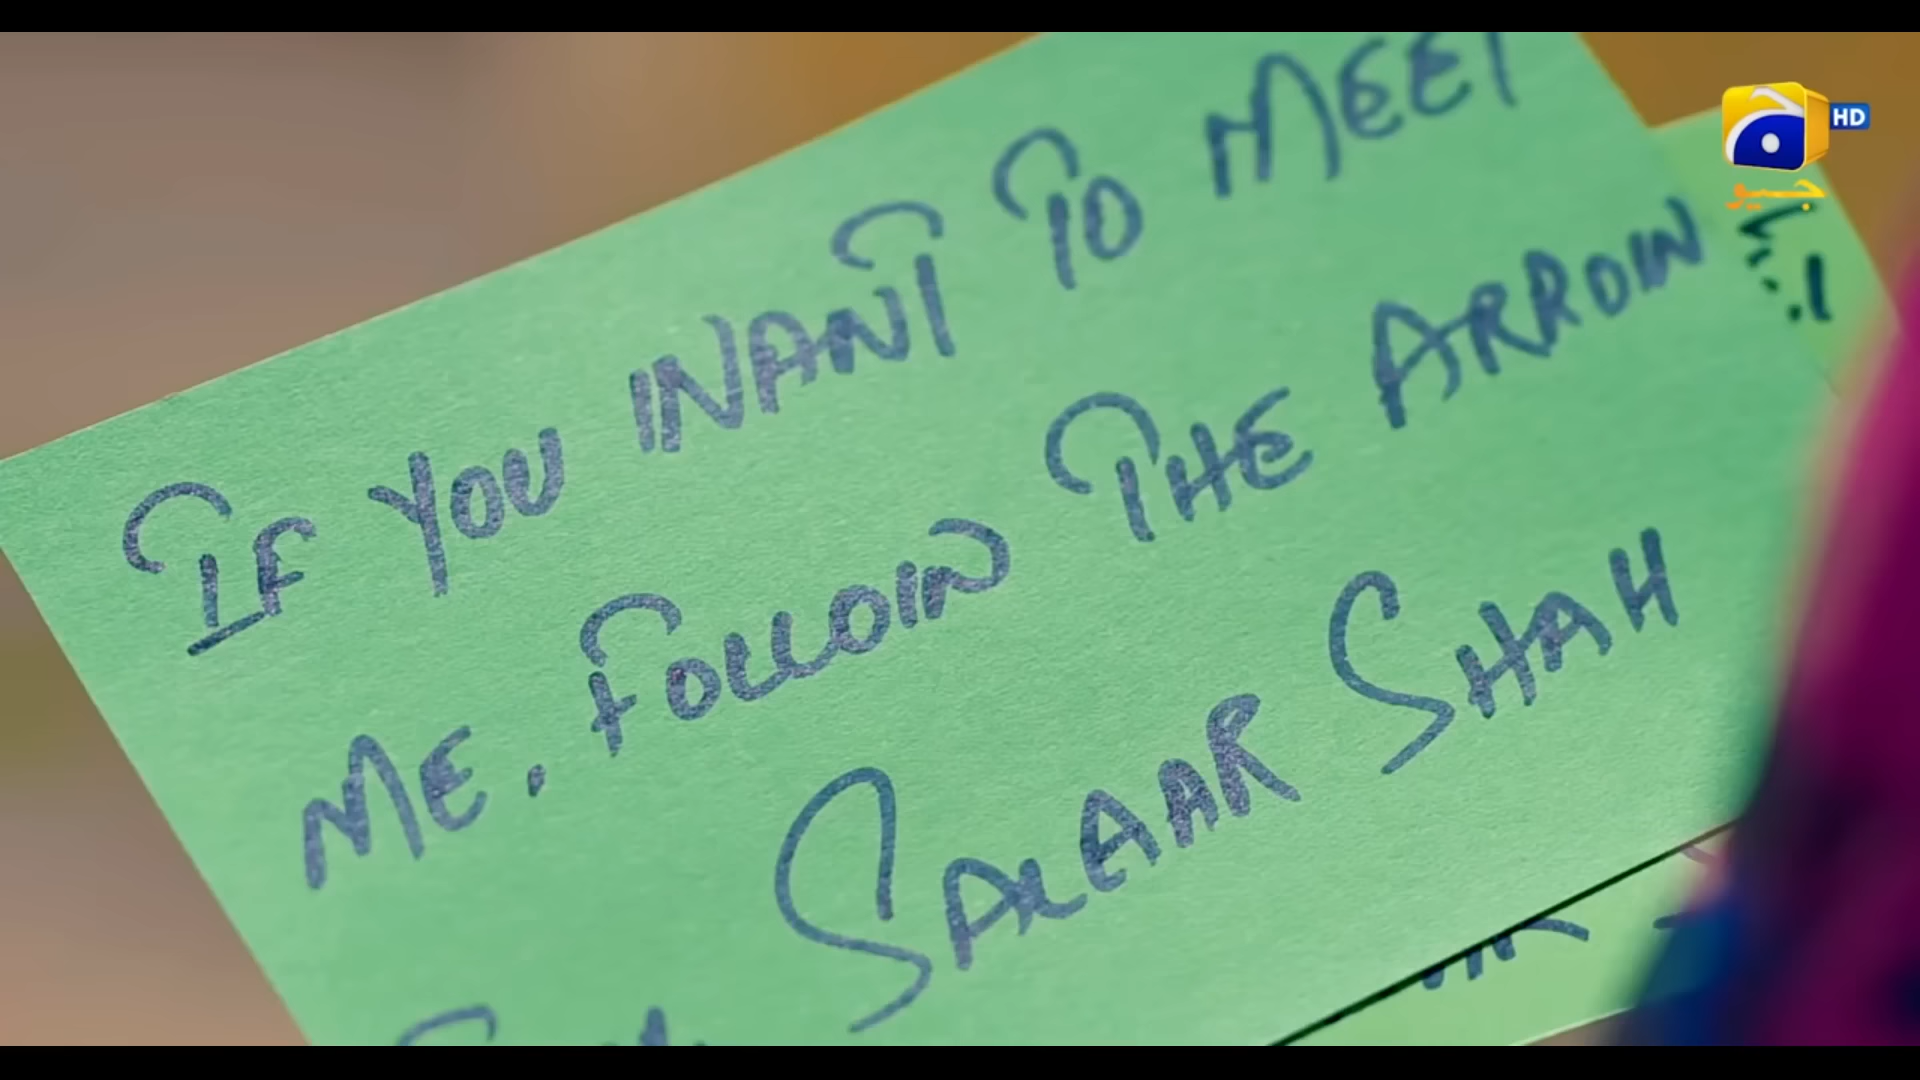 IF YOU WANT TO MEET
ME. FOLLOW THE ARROW
SALAAR SHAH
HD
جیو